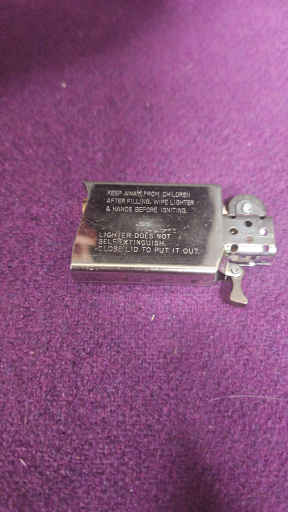 KEEP AWAY FROM CHILDREN
AFTER FILLING, WIPE LIGHTER
& HANDS BEFORE IGNITING.
LIGHTER DOES NOT
SELF EXTINGUISH.
CLOSE LID TO PUT IT OUT.